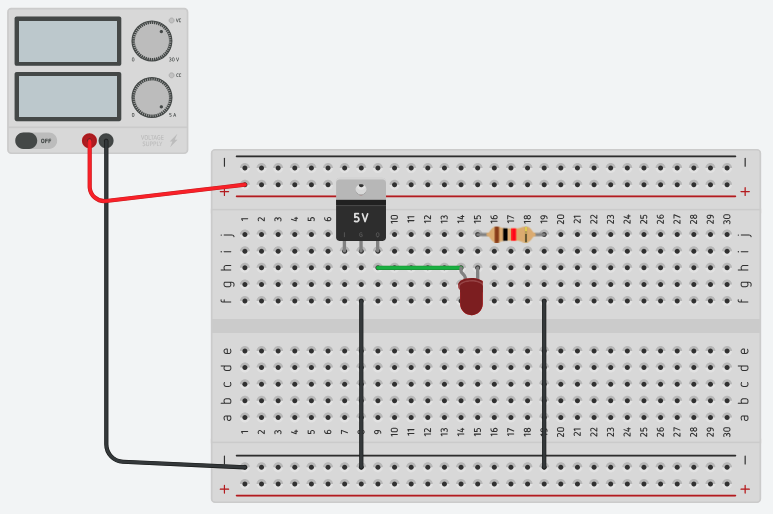 VC
0 30 V
CC
0 5 A
OFF
VOLTAGE
SUPPLY
− −
+ +
1 2 3 4 5 6 10 11 12 13 14 15 16 17 18 19 20 21 22 23 24 25 26 27 28 29 30
5V
j j
I O O
i i
h h
g g
f f
e e
d d
c c
b b
a a
1 2 3 4 5 6 7 8 9 10 11 12 13 14 15 16 17 18 19 20 21 22 23 24 25 26 27 28 29 30
− −
+ +